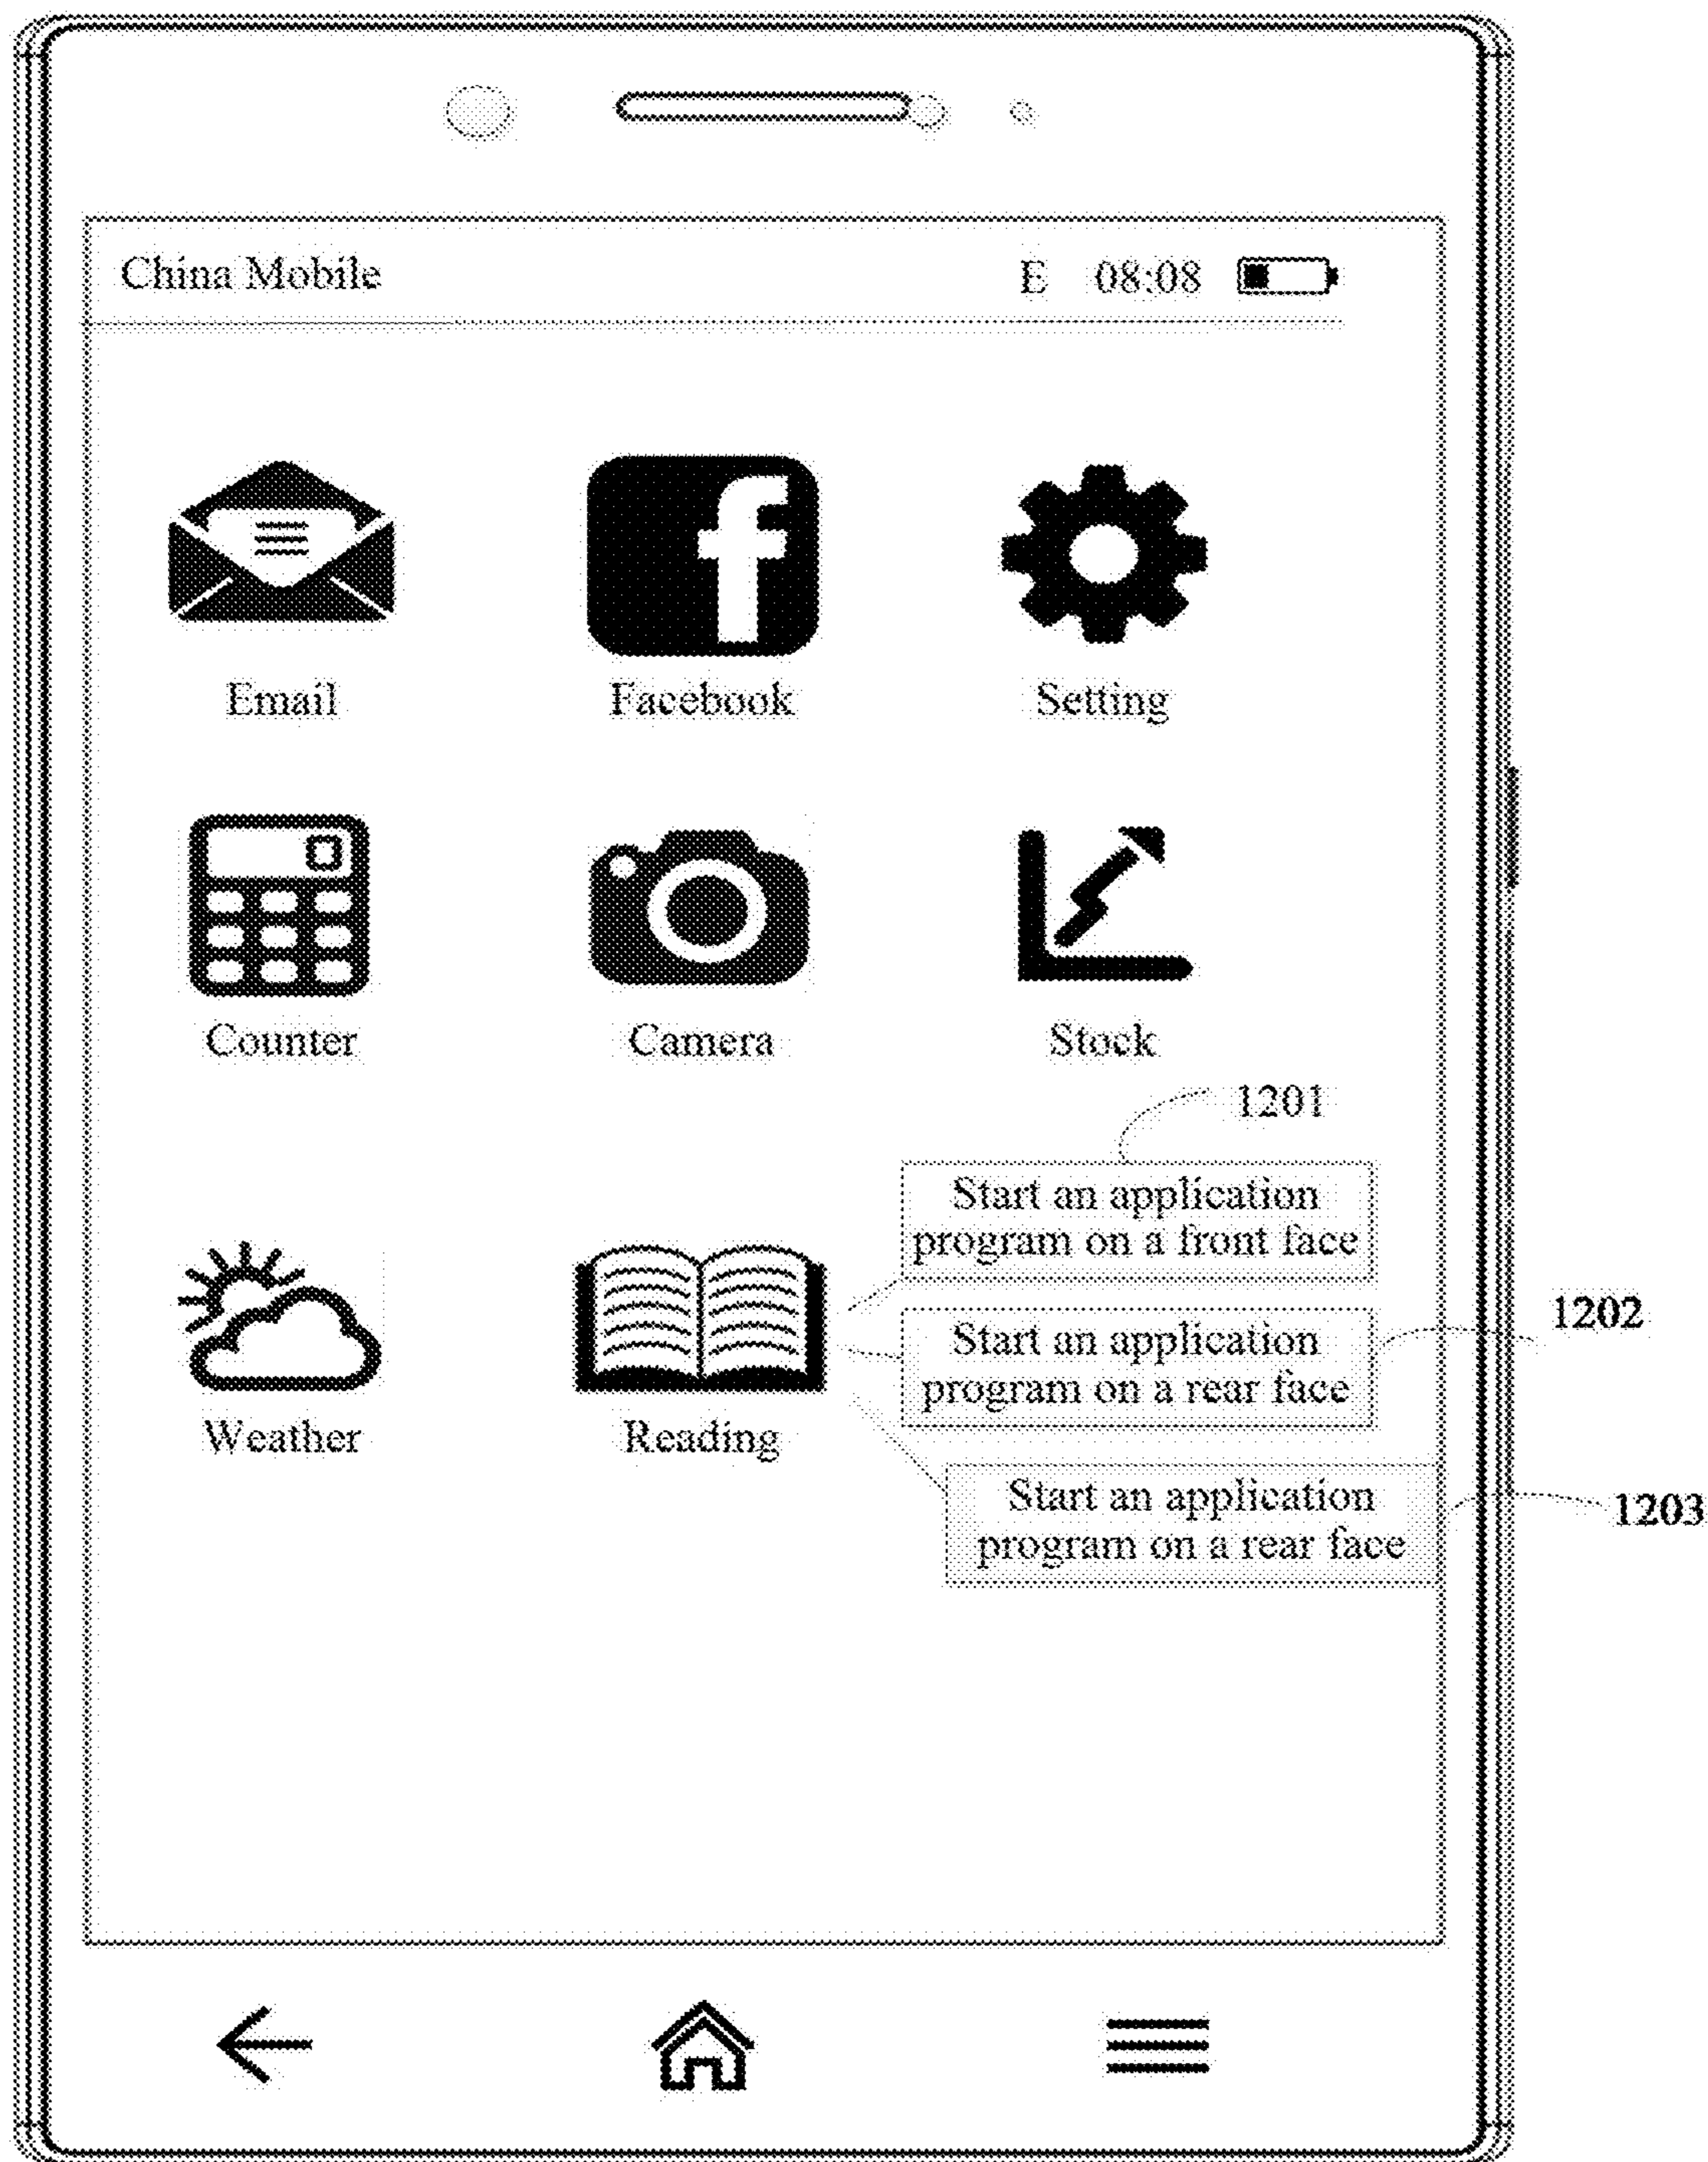 China Mobile E 08:08
Email Facebook Setting
Counter Camera Stock
1201
Start an application
program on a front face
1202
Start an application
program on a rear face
Weather Reading
Start an application
program on a rear face
1203